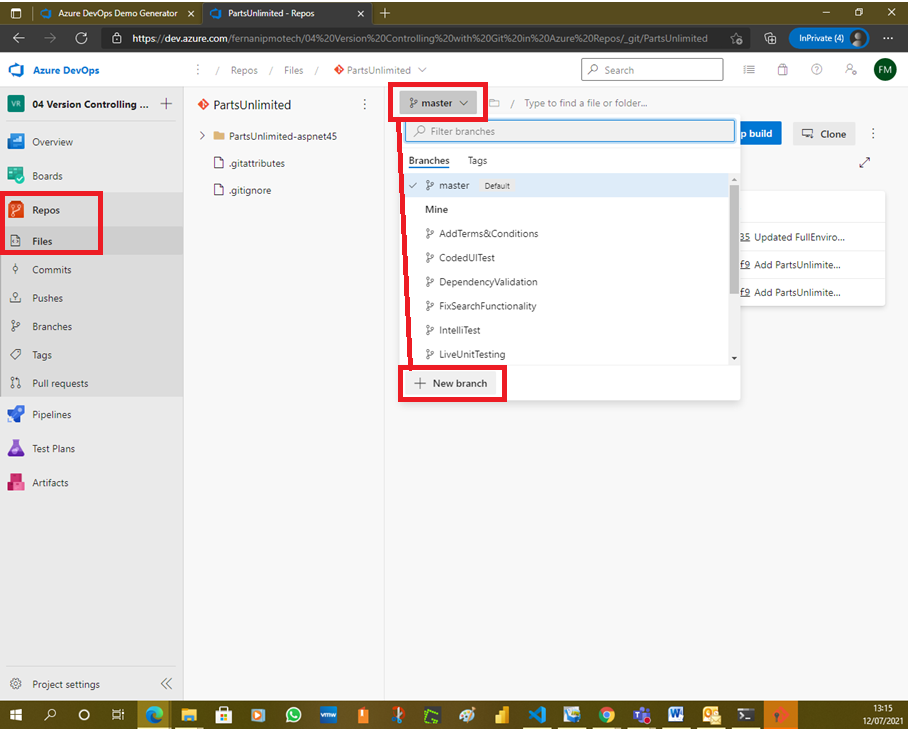 Azure DevOps Demo Generator
PartsUnlimited - Repos
https://dev.azure.com/fernanipmotech/04%20Version%20Controlling%20with%20Git%20in%20Azure%20Repos/_git/PartsUnlimited
InPrivate (4)
Azure DevOps
/ Repos / Files / PartsUnlimited
Search
FM
VR 04 Version Controlling ...
Overview
Boards
Repos
Files
Commits
Pushes
Branches
Tags
Pull requests
Pipelines
Test Plans
Artifacts
Project settings
PartsUnlimited
PartsUnlimited-aspnet45
.gitattributes
.gitignore
master / Type to find a file or folder...
Filter branches
Branches Tags
master Default
Mine
AddTerms&Conditions
CodedUITest
DependencyValidation
FixSearchFunctionality
IntelliTest
LiveUnitTesting
New branch
p build
Clone
35 Updated FullEnviro...
f9 Add PartsUnlimite...
f9 Add PartsUnlimite...
vmw
13:15
12/07/2021